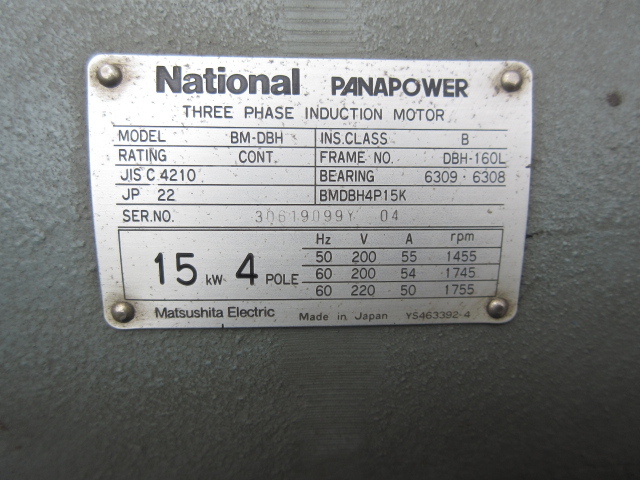 National PANAPOWER
THREE PHASE INDUCTION MOTOR
MODEL BM-DBH INS.CLASS B
RATING CONT. FRAME NO. DBH-160L
JIS C 4210 BEARING 6309・6308
JP 22 BMDBH4P15K
SER.NO. 30619099Y 04
Hz V A rpm
50 200 55 1455
15 kW 4 POLE 60 200 54 1745
60 220 50 1755
Matsushita Electric Made in Japan YS463392-4